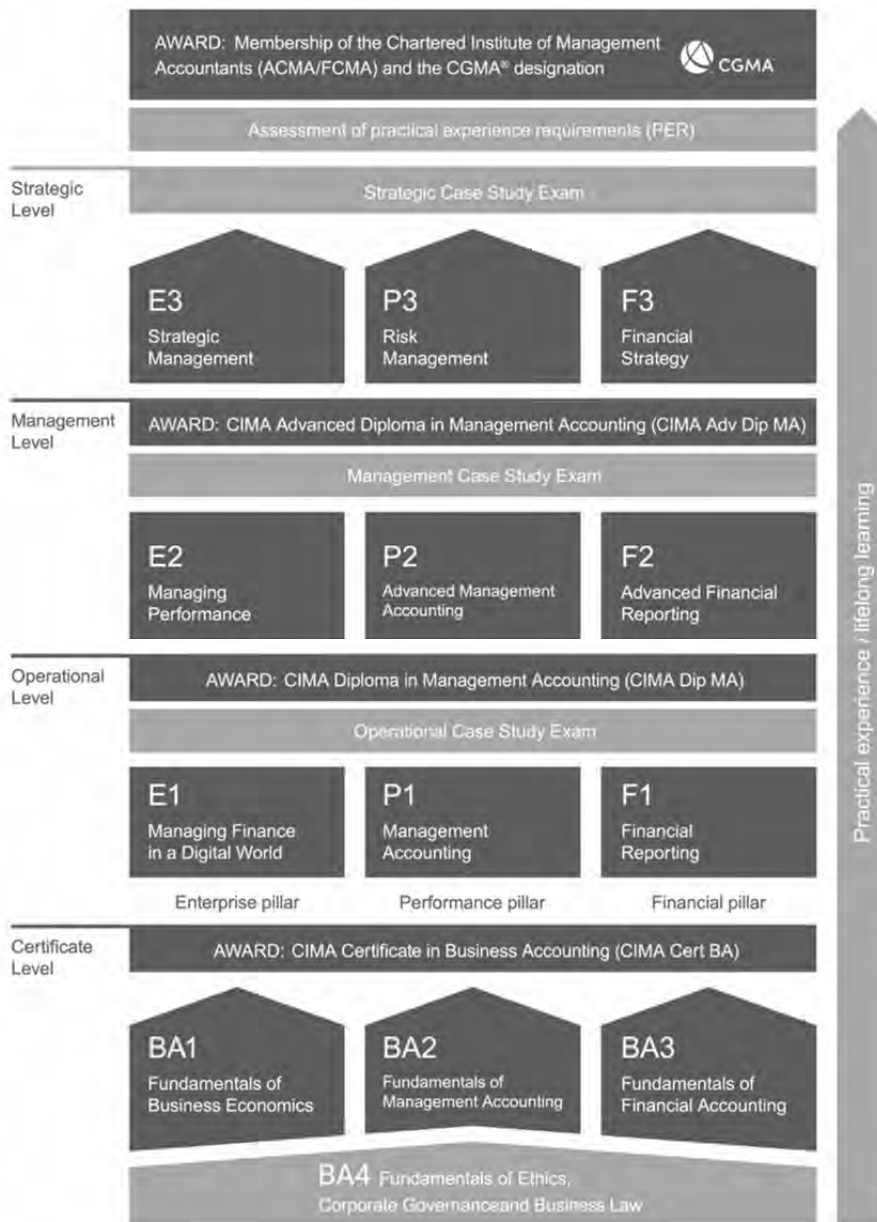 AWARD: Membership of the Chartered Institute of Management
Accountants (ACMA/FCMA) and the CGMA® designation
CGMA
Assessment of practical experience requirements (PER)
Strategic
Level
Strategic Case Study Exam
E3
Strategic
Management
P3
Risk
Management
F3
Financial
Strategy
Management
Level
AWARD: CIMA Advanced Diploma in Management Accounting (CIMA Adv Dip MA)
Management Case Study Exam
E2
Managing
Performance
P2
Advanced Management
Accounting
F2
Advanced Financial
Reporting
Operational
Level
AWARD: CIMA Diploma in Management Accounting (CIMA Dip MA)
Operational Case Study Exam
E1
Managing Finance
in a Digital World
P1
Management
Accounting
F1
Financial
Reporting
Enterprise pillar
Performance pillar
Financial pillar
Certificate
Level
AWARD: CIMA Certificate in Business Accounting (CIMA Cert BA)
BA1
Fundamentals of
Business Economics
BA2
Fundamentals of
Management Accounting
BA3
Fundamentals of
Financial Accounting
BA4 Fundamentals of Ethics,
Corporate Governanceand Business Law
Practical experience / lifelong learning